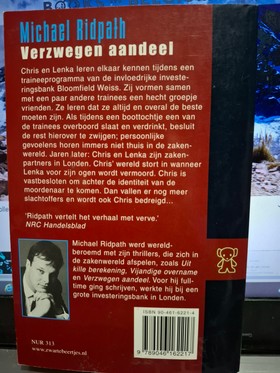 Michael Ridpath
Verzwegen aandeel
Chris en Lenka leren elkaar kennen tijdens een
traineeprogramma van de invloedrijke investe-
ringsbank Bloomfield Weiss. Zij vormen samen
met een paar andere trainees een hecht groepje
vrienden. Ze leren dat ze altijd en overal de beste
moeten zijn. Als tijdens een boottochtje een van
de trainees overboord slaat en verdrinkt, besluit
de rest hierover te zwijgen; persoonlijke
gevoelens horen immers niet thuis in de zaken-
wereld. Jaren later: Chris en Lenka zijn zaken-
partners in Londen. Chris' wereld stort in wanneer
Lenka voor zijn ogen wordt vermoord. Chris is
vastbesloten om achter de identiteit van de
moordenaar te komen. Dan vallen er nog meer
slachtoffers en wordt ook Chris bedreigd...
'Ridpath vertelt het verhaal met verve.'
NRC Handelsblad
Michael Ridpath werd wereld-
beroemd met zijn thrillers, die zich in
de zakenwereld afspelen, zoals Uit
kille berekening, Vijandige overname
en Verzwegen aandeel. Voor hij full-
time ging schrijven, werkte hij bij een
grote investeringsbank in Londen.
NUR 313
www.zwartebeertjes.nl
ISBN 90-461-6221-4
9 789046 162217